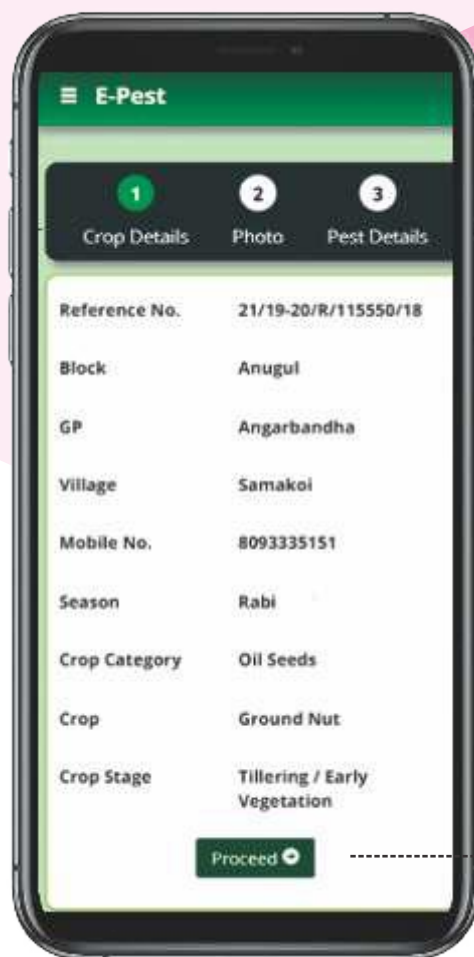 E-Pest
1 2 3
Crop Details Photo Pest Details
Reference No. 21/19-20/R/115550/18
Block Anugul
GP Angarbandha
Village Samakoi
Mobile No. 8093335151
Season Rabi
Crop Category Oil Seeds
Crop Ground Nut
Crop Stage Tillering / Early
Vegetation
Proceed